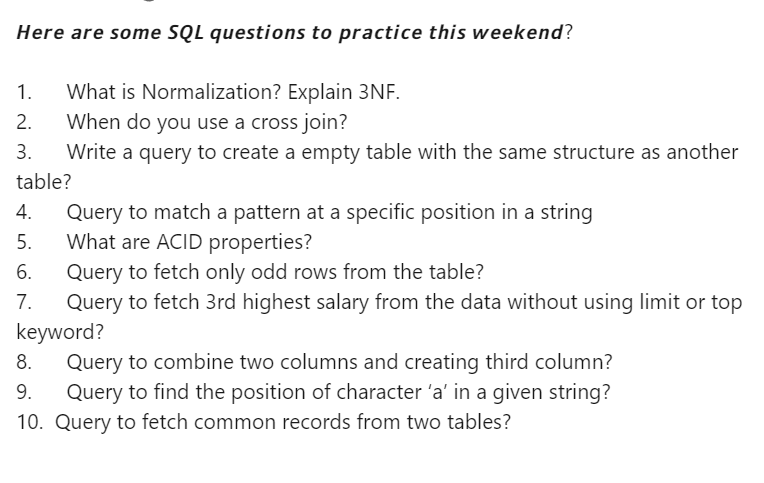 Here are some SQL questions to practice this weekend?
1. What is Normalization? Explain 3NF.
2. When do you use a cross join?
3. Write a query to create a empty table with the same structure as another
table?
4. Query to match a pattern at a specific position in a string
5. What are ACID properties?
6. Query to fetch only odd rows from the table?
7. Query to fetch 3rd highest salary from the data without using limit or top
keyword?
8. Query to combine two columns and creating third column?
9. Query to find the position of character ‘a’ in a given string?
10. Query to fetch common records from two tables?